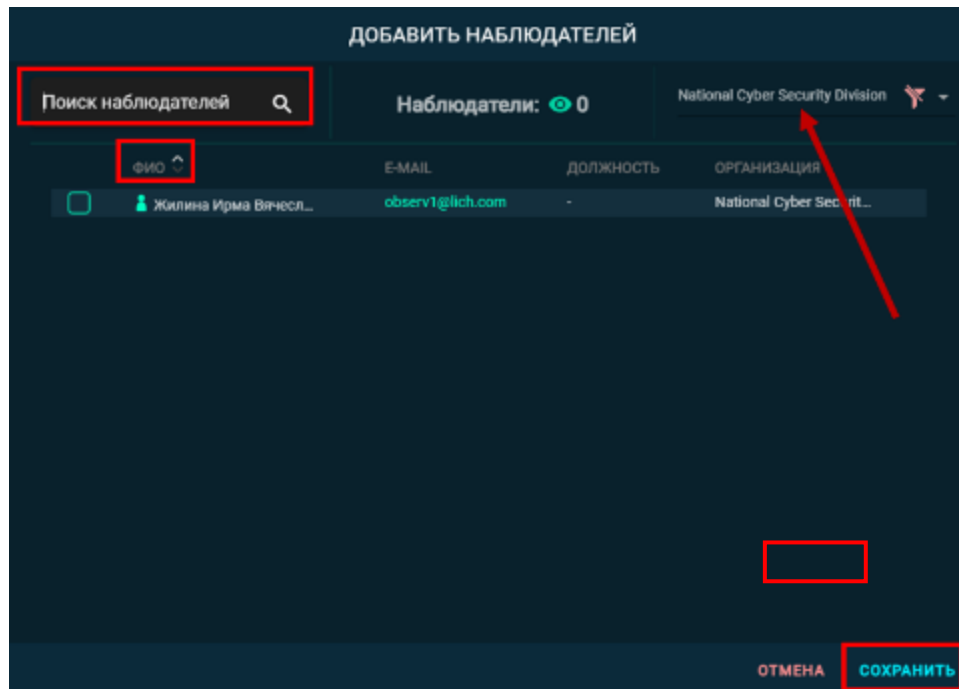 ДОБАВИТЬ НАБЛЮДАТЕЛЕЙ
Поиск наблюдателей
Наблюдатели: 0
National Cyber Security Division
ФИО
E-MAIL
ДОЛЖНОСТЬ
ОРГАНИЗАЦИЯ
Жилина Ирма Вячесл...
observ1@lich.com
-
National Cyber Securit...
ОТМЕНА
СОХРАНИТЬ